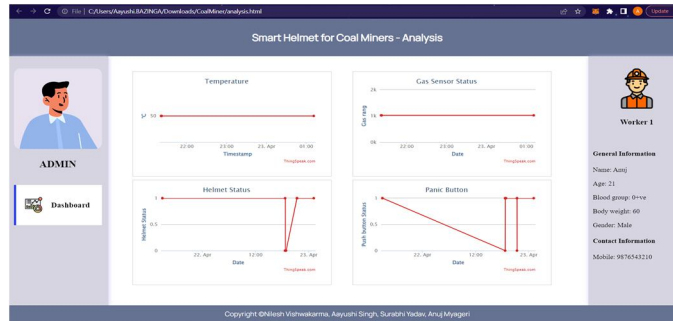 File | C:/Users/Aayushi.BAZINGA/Downloads/CoalMiner/analysis.html
Update
Smart Helmet for Coal Miners - Analysis
ADMIN
Dashboard
Temperature
°C
50
22:00 23:00 25. Apr 01:00
Timestamp
ThingSpeak.com
Gas Sensor Status
Gas rang
2k
1k
0k
22:00 23:00 25. Apr 01:00
Date
ThingSpeak.com
Helmet Status
Helmet Status
1
0.5
0
22. Apr 12:00 25. Apr
Date
ThingSpeak.com
Panic Button
Push button Status
1
0.5
0
22. Apr 12:00 25. Apr
Date
ThingSpeak.com
Worker 1
General Information
Name: Anuj
Age: 21
Blood group: 0+ve
Body weight: 60
Gender: Male
Contact Information
Mobile: 9876543210
Copyright ©Nilesh Vishwakarma, Aayushi Singh, Surabhi Yadav, Anuj Myageri